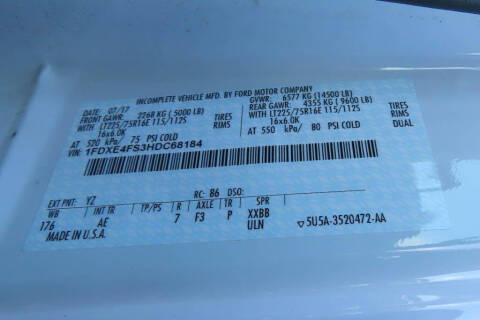 INCOMPLETE VEHICLE MFD. BY FORD MOTOR COMPANY
DATE: 07/17 GVWR: 6577 KG (14500 LB)
FRONT GAWR: 2268 KG ( 5000 LB) REAR GAWR: 4355 KG ( 9600 LB)
WITH LT225/75R16E 115/112S TIRES WITH LT225/75R16E 115/112S TIRES
16x6.0K RIMS 16x6.0K RIMS
AT 520 kPa/ 75 PSI COLD AT 550 kPa/ 80 PSI COLD DUAL
VIN: 1FDXE4FS3HDC68184
EXT PNT: YZ RC: 86 DSO:
WB INT TR TP/PS R AXLE TR SPR
176 AE 7 F3 P XXBB
MADE IN U.S.A. ULN ▽5U5A-3520472-AA